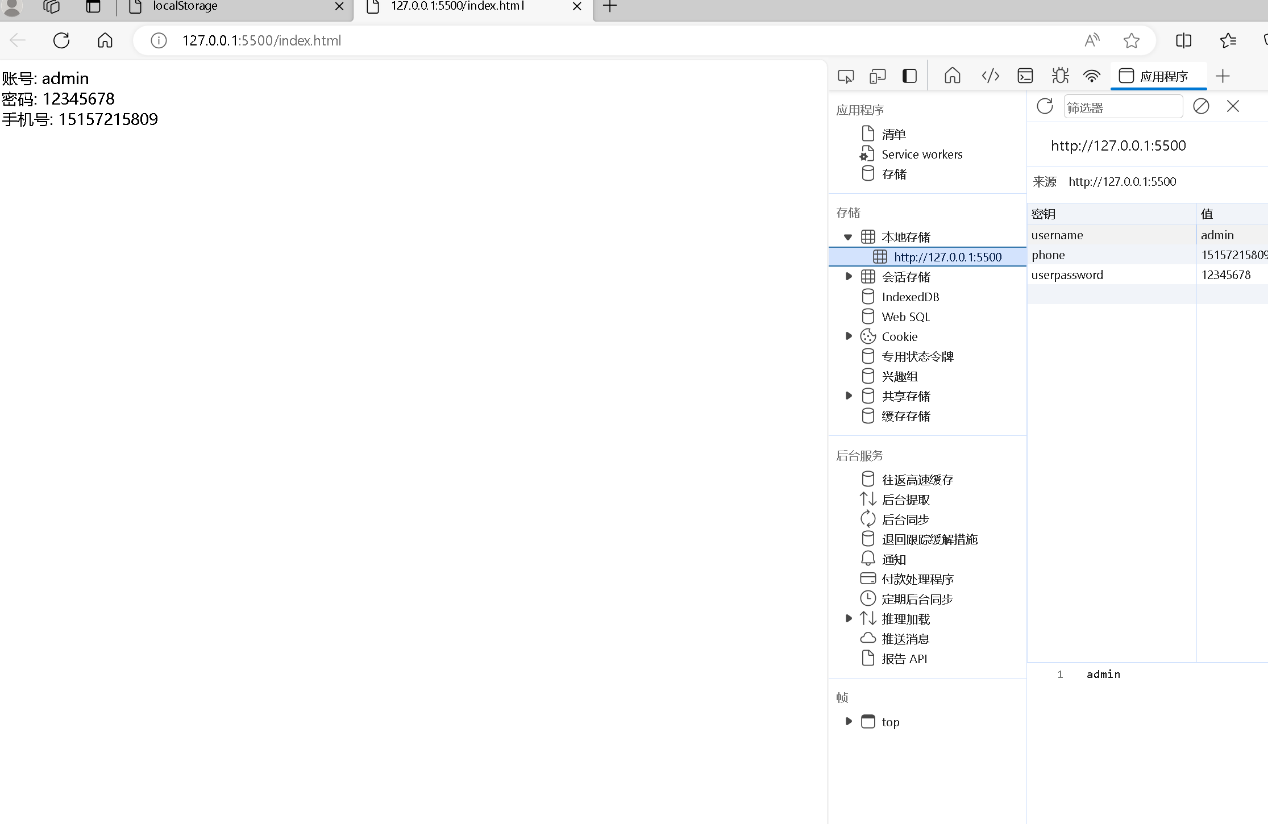 localStorage
127.0.0.1:5500/index.html
127.0.0.1:5500/index.html
账号: admin
密码: 12345678
手机号: 15157215809
应用程序
应用程序
清单
Service workers
存储
存储
本地存储
http://127.0.0.1:5500
会话存储
IndexedDB
Web SQL
Cookie
专用状态令牌
兴趣组
共享存储
缓存存储
后台服务
往返高速缓存
后台提取
后台同步
退回跟踪缓解措施
通知
付款处理程序
定期后台同步
推理加载
推送消息
报告 API
帧
top
筛选器
http://127.0.0.1:5500
来源 http://127.0.0.1:5500
密钥 值
username admin
phone 15157215809
userpassword 12345678
1 admin